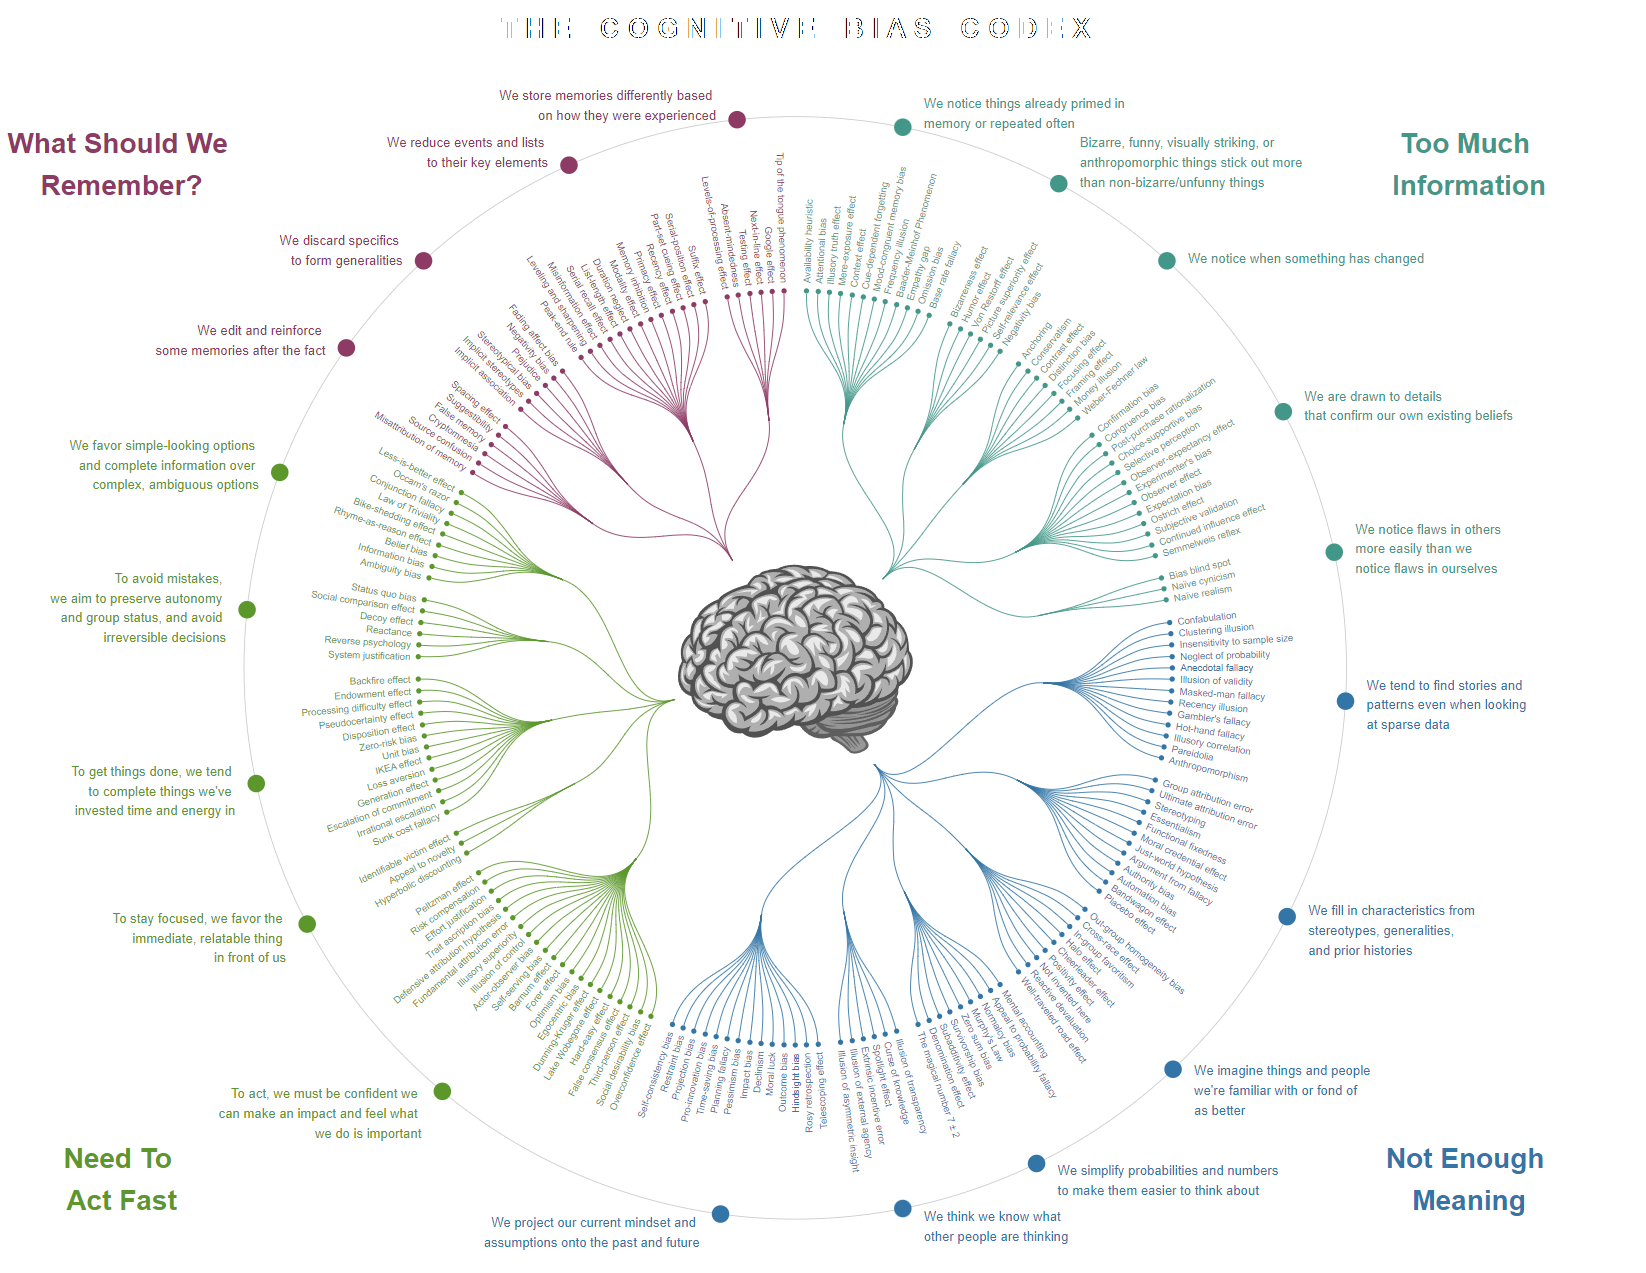 THE COGNITIVE BIAS CODEX
What Should We
Remember?
We store memories differently based
on how they were experienced
We reduce events and lists
to their key elements
We discard specifics
to form generalities
We edit and reinforce
some memories after the fact
Tip of the tongue phenomenon
Google effect
Next-in-line effect
Testing effect
Absent-mindedness
Levels-of-processing effect
Suffix effect
Serial-position effect
Part-set cueing effect
Recency effect
Primacy effect
Memory inhibition
Modality effect
Duration neglect
List-length effect
Serial recall effect
Misinformation effect
Leveling and sharpening
Peak-end rule
Fading affect bias
Negativity bias
Prejudice
Stereotypical bias
Implicit stereotypes
Implicit association
Spacing effect
Suggestibility
False memory
Cryptomnesia
Source confusion
Misattribution of memory
Too Much
Information
We notice things already primed in
memory or repeated often
Bizarre, funny, visually striking, or
anthropomorphic things stick out more
than non-bizarre/unfunny things
We notice when something has changed
We are drawn to details
that confirm our own existing beliefs
We notice flaws in others
more easily than we
notice flaws in ourselves
Availability heuristic
Attentional bias
Illusory truth effect
Mere-exposure effect
Context effect
Cue-dependent forgetting
Mood-congruent memory bias
Frequency illusion
Baader-Meinhof Phenomenon
Empathy gap
Omission bias
Base rate fallacy
Bizarreness effect
Humor effect
Von Restorff effect
Picture superiority effect
Self-relevance effect
Negativity bias
Anchoring
Conservatism
Contrast effect
Distinction bias
Focusing effect
Framing effect
Money illusion
Weber-Fechner law
Confirmation bias
Congruence bias
Post-purchase rationalization
Choice-supportive bias
Selective perception
Observer-expectancy effect
Experimenter's bias
Observer effect
Expectation bias
Ostrich effect
Subjective validation
Continued influence effect
Semmelweis reflex
Bias blind spot
Naïve cynicism
Naïve realism
Not Enough
Meaning
We tend to find stories and
patterns even when looking
at sparse data
We fill in characteristics from
stereotypes, generalities,
and prior histories
We imagine things and people
we're familiar with or fond of
as better
We simplify probabilities and numbers
to make them easier to think about
We think we know what
other people are thinking
We project our current mindset and
assumptions onto the past and future
Confabulation
Clustering illusion
Insensitivity to sample size
Neglect of probability
Anecdotal fallacy
Illusion of validity
Masked-man fallacy
Recency illusion
Gambler's fallacy
Hot-hand fallacy
Illusory correlation
Pareidolia
Anthropomorphism
Group attribution error
Ultimate attribution error
Stereotyping
Essentialism
Functional fixedness
Moral credential effect
Just-world hypothesis
Argument from fallacy
Authority bias
Automation bias
Bandwagon effect
Placebo effect
Out-group homogeneity bias
Cross-race effect
In-group favoritism
Halo effect
Cheerleader effect
Positivity effect
Not invented here
Reactive devaluation
Well-traveled road effect
Mental accounting
Appeal to probability fallacy
Normalcy bias
Murphy's Law
Zero sum bias
Survivorship bias
Subadditivity effect
Denomination effect
The magical number 7 ± 2
Illusion of transparency
Curse of knowledge
Spotlight effect
Extrinsic incentive error
Illusion of external agency
Illusion of asymmetric insight
Telescoping effect
Rosy retrospection
Hindsight bias
Outcome bias
Moral luck
Declinism
Impact bias
Pessimism bias
Planning fallacy
Time-saving bias
Pro-innovation bias
Projection bias
Restraint bias
Self-consistency bias
Need To
Act Fast
We favor simple-looking options
and complete information over
complex, ambiguous options
To avoid mistakes,
we aim to preserve autonomy
and group status, and avoid
irreversible decisions
To get things done, we tend
to complete things we've
invested time and energy in
To stay focused, we favor the
immediate, relatable thing
in front of us
To act, we must be confident we
can make an impact and feel what
we do is important
Less-is-better effect
Occam's razor
Conjunction fallacy
Law of Triviality
Bike-shedding effect
Rhyme-as-reason effect
Belief bias
Information bias
Ambiguity bias
Status quo bias
Social comparison effect
Decoy effect
Reactance
Reverse psychology
System justification
Backfire effect
Endowment effect
Processing difficulty effect
Pseudocertainty effect
Disposition effect
Zero-risk bias
Unit bias
IKEA effect
Loss aversion
Generation effect
Escalation of commitment
Irrational escalation
Sunk cost fallacy
Identifiable victim effect
Appeal to novelty
Hyperbolic discounting
Peltzman effect
Risk compensation
Effort justification
Trait ascription bias
Defensive attribution hypothesis
Fundamental attribution error
Illusory superiority
Illusion of control
Actor-observer bias
Self-serving bias
Barnum effect
Forer effect
Optimism bias
Egocentric bias
Dunning-Kruger effect
Lake Wobegone effect
Hard-easy effect
False consensus effect
Third-person effect
Social desirability bias
Overconfidence effect